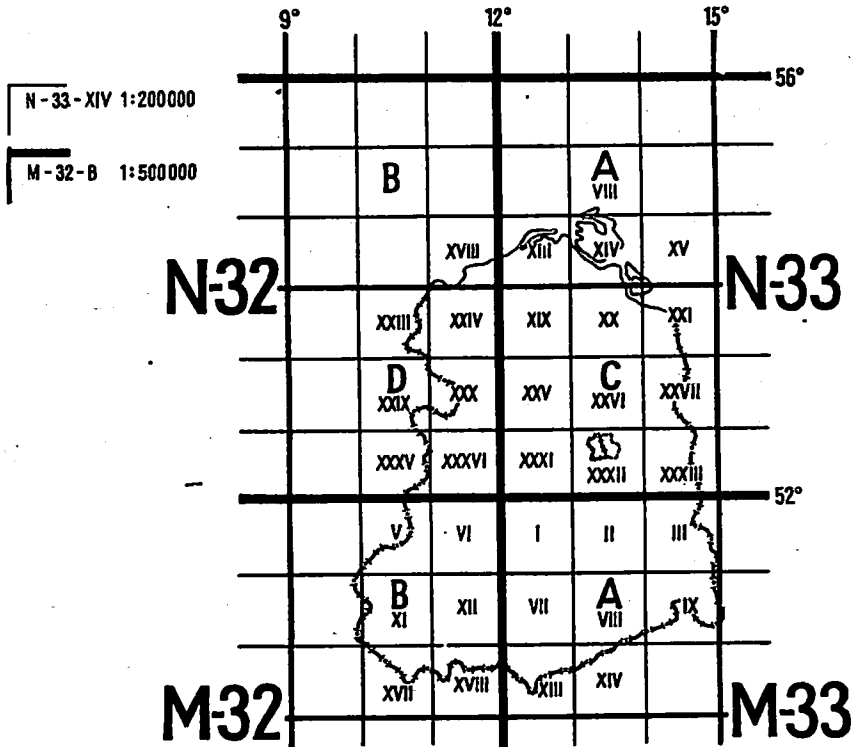 9° 12° 15°
56°
N-33-XIV 1:200000
M-32-B 1:500000
B A
VIII
XVIII XIII XIV XV
N-32 N-33
XXIII XXIV XIX XX XXI
D C
XXIX XXX XXV XXVI XXVII
XXXV XXXVI XXXI XXXII XXXIII
52°
V VI I II III
B A
XI XII VII VIII IX
XVII XVIII XIII XIV
M-32 M-33